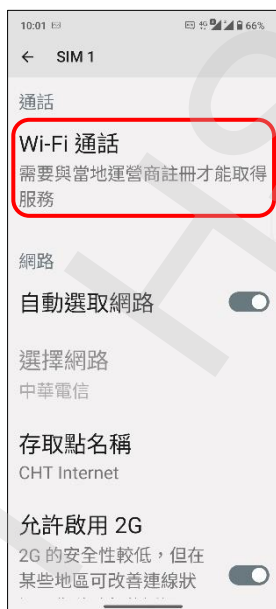 10:01
66%
← SIM 1
通話
Wi-Fi 通話
需要與當地運營商註冊才能取得
服務
網路
自動選取網路
選擇網路
中華電信
存取點名稱
CHT Internet
允許啟用 2G
2G 的安全性較低，但在
某些地區可改善連線狀